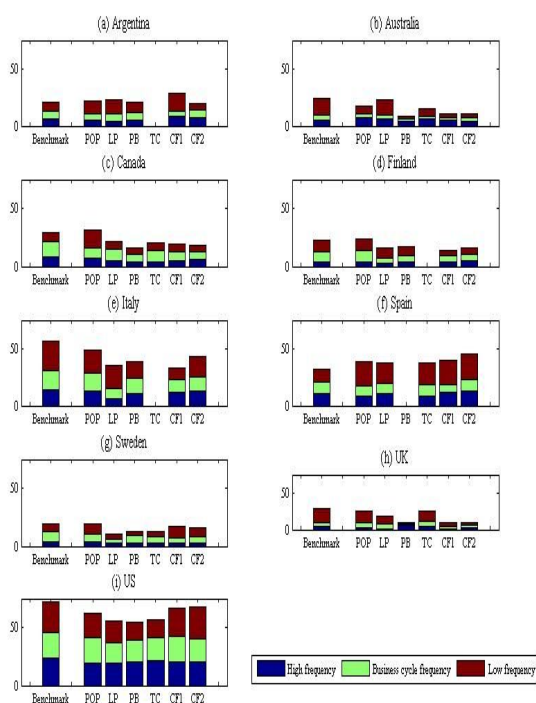 (a) Argentina
50
0
Benchmark POP LP PB TC CF1 CF2
(b) Australia
50
0
Benchmark POP LP PB TC CF1 CF2
(c) Canada
50
0
Benchmark POP LP PB TC CF1 CF2
(d) Finland
50
0
Benchmark POP LP PB TC CF1 CF2
(e) Italy
50
0
Benchmark POP LP PB TC CF1 CF2
(f) Spain
50
0
Benchmark POP LP PB TC CF1 CF2
(g) Sweden
50
0
Benchmark POP LP PB TC CF1 CF2
(h) UK
50
0
Benchmark POP LP PB TC CF1 CF2
(i) US
50
0
Benchmark POP LP PB TC CF1 CF2
High frequency Business cycle frequency Low frequency